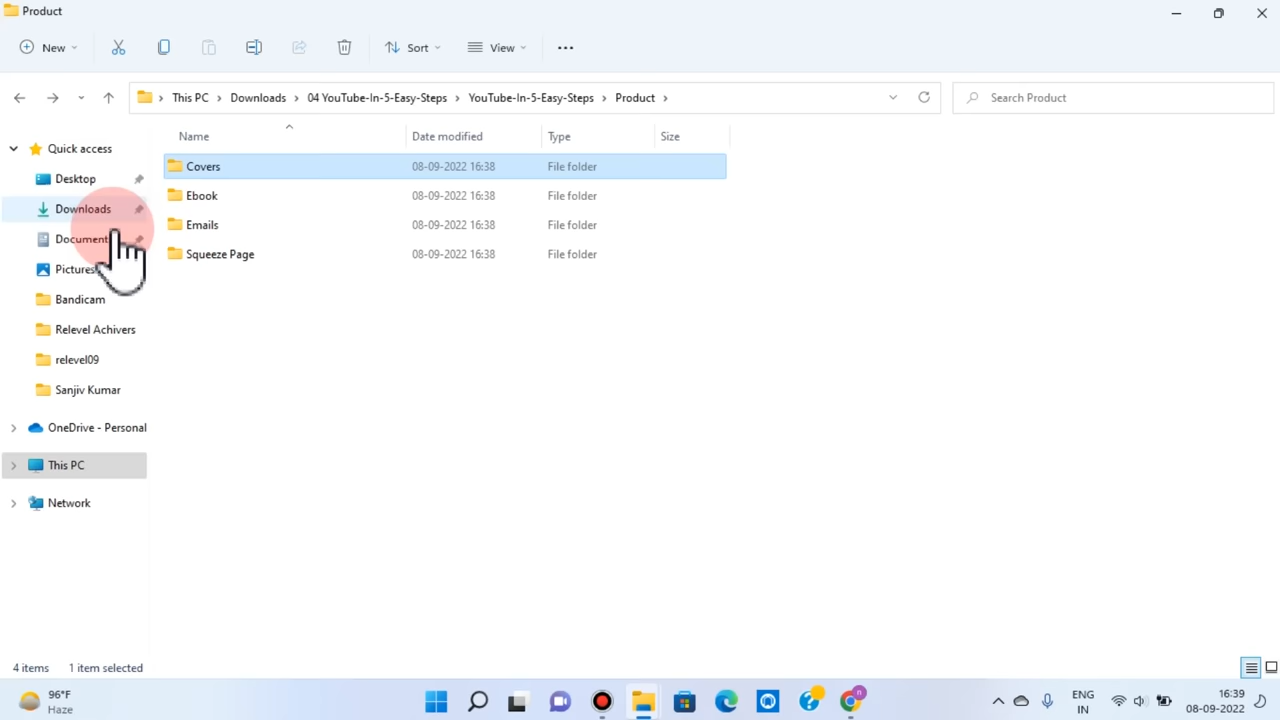 Product
New
Sort
View
This PC
Downloads
04 YouTube-In-5-Easy-Steps
YouTube-In-5-Easy-Steps
Product
Search Product
Name
Date modified
Type
Size
Quick access
Desktop
Downloads
Document
Pictures
Bandicam
Relevel Achivers
relevel09
Sanjiv Kumar
OneDrive - Personal
This PC
Network
Covers 08-09-2022 16:38 File folder
Ebook 08-09-2022 16:38 File folder
Emails 08-09-2022 16:38 File folder
Squeeze Page 08-09-2022 16:38 File folder
4 items
1 item selected
96°F
Haze
n
ENG
IN
16:39
08-09-2022